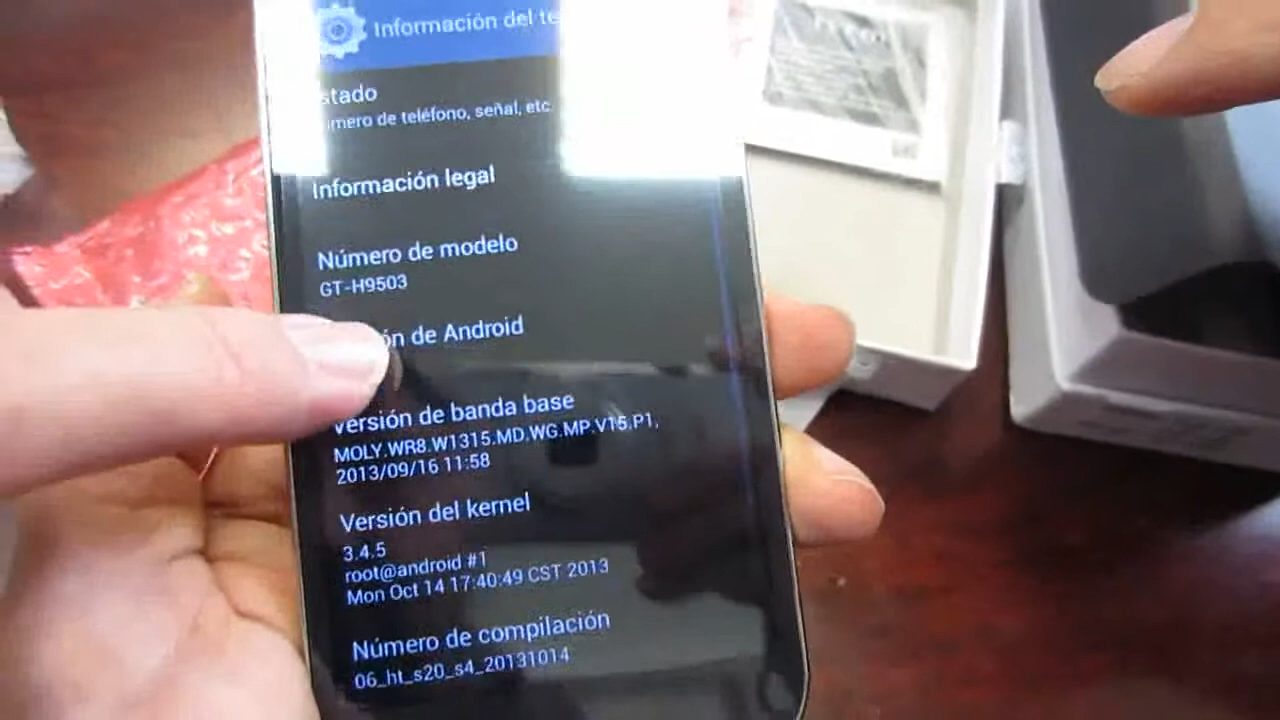 Información del te
stado
mero de teléfono, señal, etc.
Información legal
Número de modelo
GT-H9503
ón de Android
Versión de banda base
MOLY.WR8.W1315.MD.WG.MP.V15.P1,
2013/09/16 11:58
Versión del kernel
3.4.5
root@android #1
Mon Oct 14 17:40:49 CST 2013
Número de compilación
06_ht_s20_s4_20131014